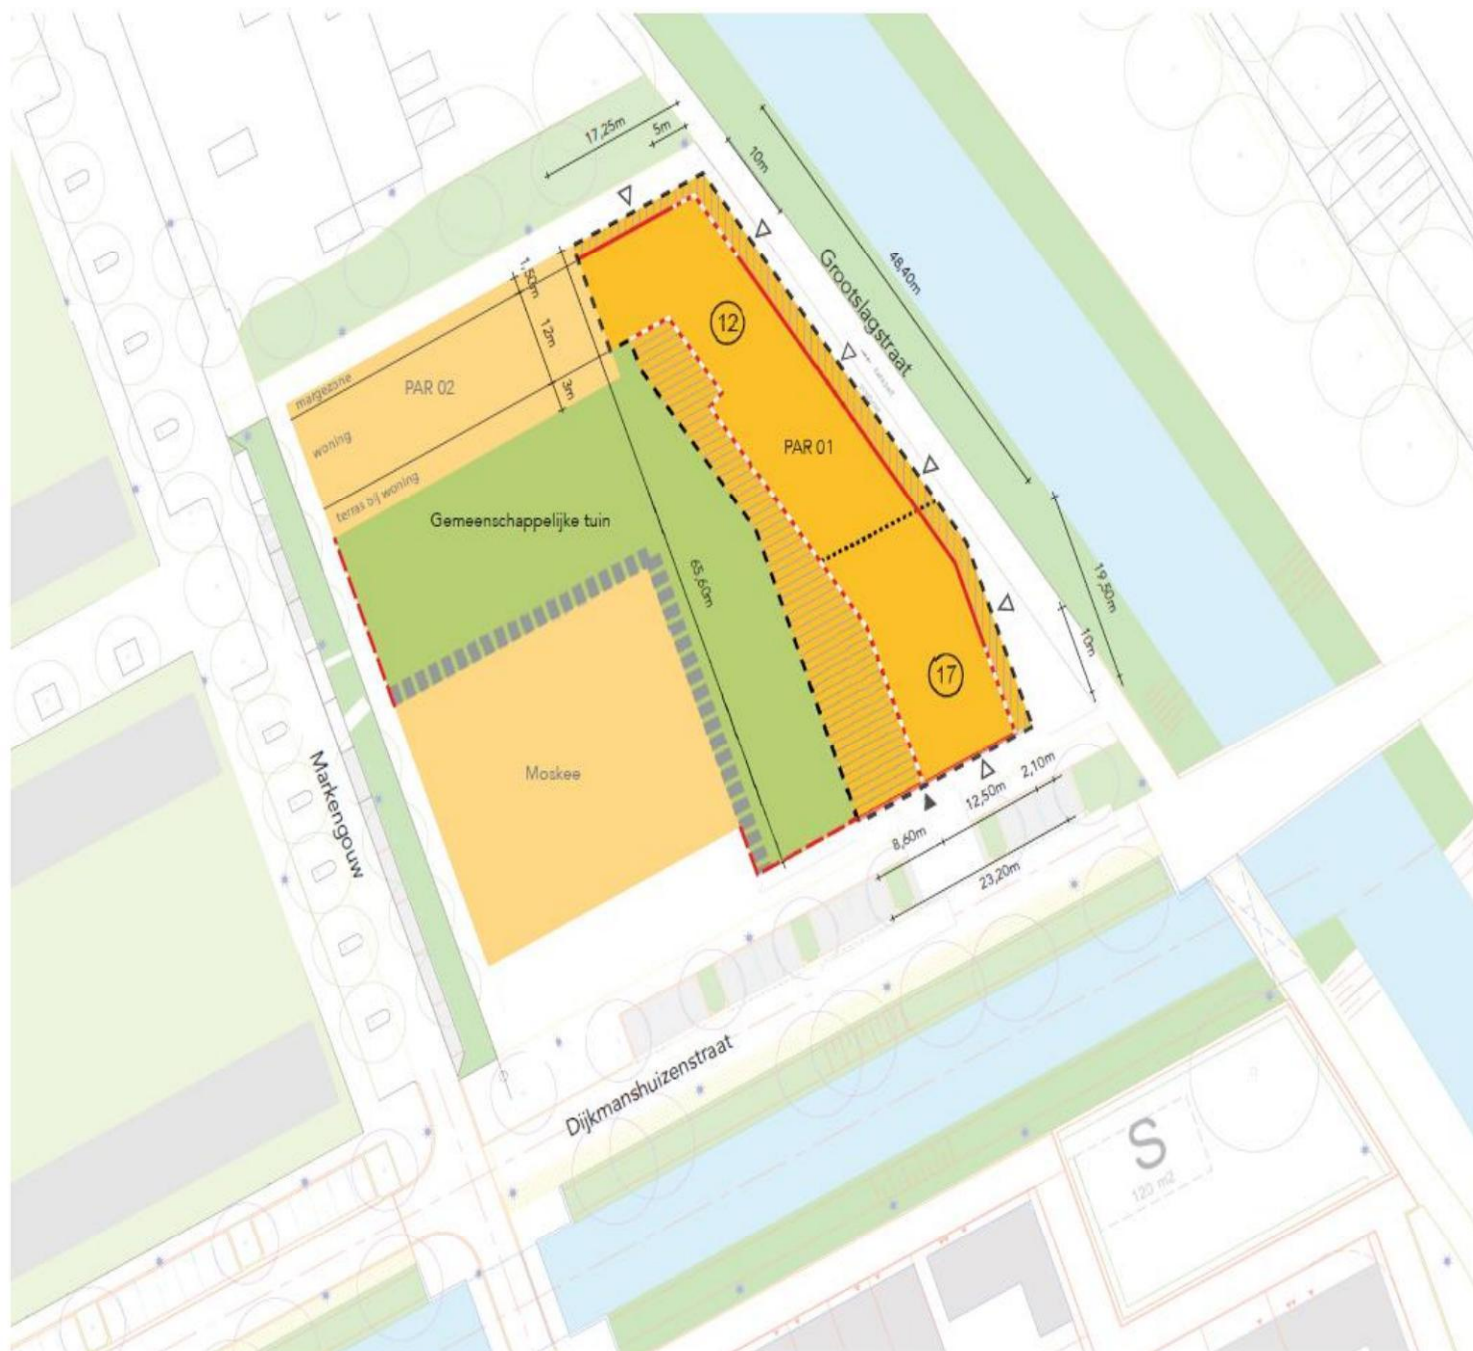 17,25m
5m
10m
48,40m
Grootslagstraat
1,50m
12m
3m
12
margezone
PAR 02
woning
terras bij woning
PAR 01
Gemeenschappelijke tuin
65,60m
19,50m
10m
17
Markengouw
Moskee
2,10m
12,50m
8,60m
23,20m
Dijkmanshuizenstraat
S
120 m2